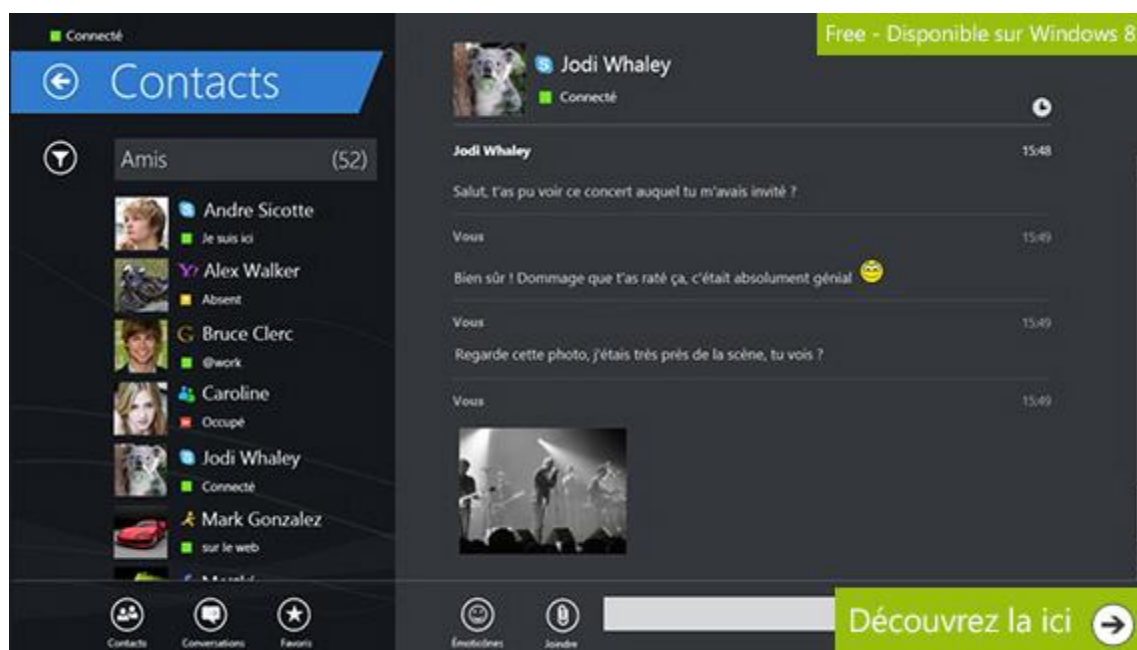 Connecté
Contacts
Amis (52)
Andre Sicotte
Je suis ici
Alex Walker
Absent
Bruce Clerc
@work
Caroline
Occupé
Jodi Whaley
Connecté
Mark Gonzalez
sur le web
Contacts
Conversations
Favoris
Free - Disponible sur Windows 8
Jodi Whaley
Connecté
Jodi Whaley 15:48
Salut, t'as pu voir ce concert auquel tu m'avais invité ?
Vous 15:49
Bien sûr ! Dommage que t'as raté ça, c'était absolument génial
Vous 15:49
Regarde cette photo, j'étais très près de la scène, tu vois ?
Vous 15:49
Émoticônes
Joindre
Découvrez la ici